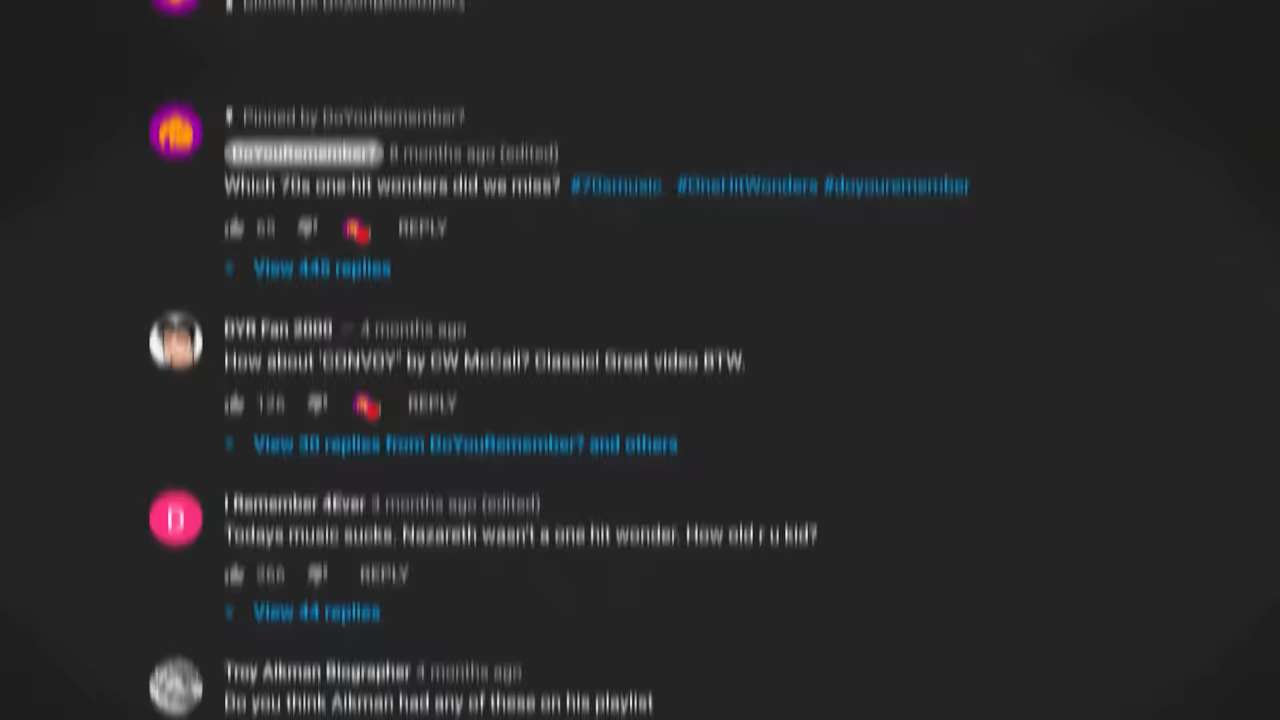 Pinned by DoYouRemember?
Pinned by DoYouRemember?
DoYouRemember? 8 months ago (edited)
Which 70s one hit wonders did we miss? #70smusic #OneHitWonders #doyouremember
REPLY
View replies
DYR Fan 2000 4 months ago
How about 'CONVOY' by CW McCall? Classic! Great video BTW.
REPLY
View 30 replies from DoYouRemember? and others
I Remember 4Ever months ago (edited)
Todays music sucks. Nazareth wasn't a one hit wonder. How old r u kid?
REPLY
View 44 replies
Troy Aikman Biographer 4 months ago
Do you think Aikman had any of these on his playlist